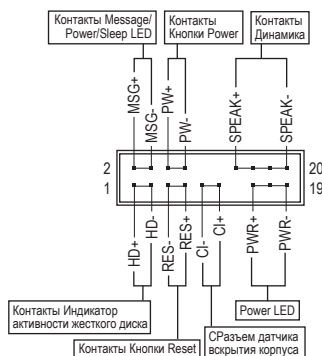 Контакты Message/
Power/Sleep LED
Контакты
Кнопки Power
Контакты
Динамика
MSG+
MSG-
PW+
PW-
SPEAK+
SPEAK-
2
20
1
19
HD+
HD-
RES-
RES+
CI-
CI+
PWR+
PWR-
Контакты Индикатор
активности жесткого диска
Контакты Кнопки Reset
СРазъем датчика
вскрытия корпуса
Power LED